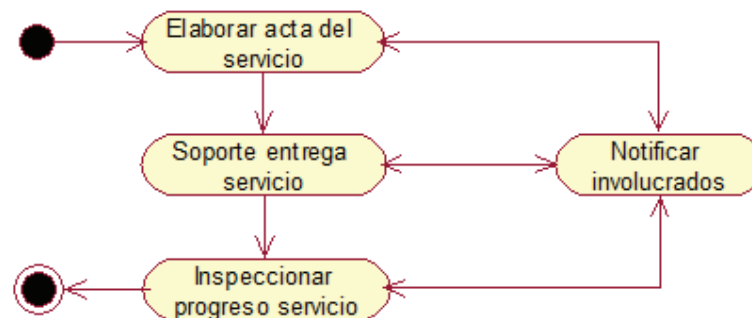 Elaborar acta del
servicio
Soporte entrega
servicio
Notificar
involucrados
Inspeccionar
progreso servicio